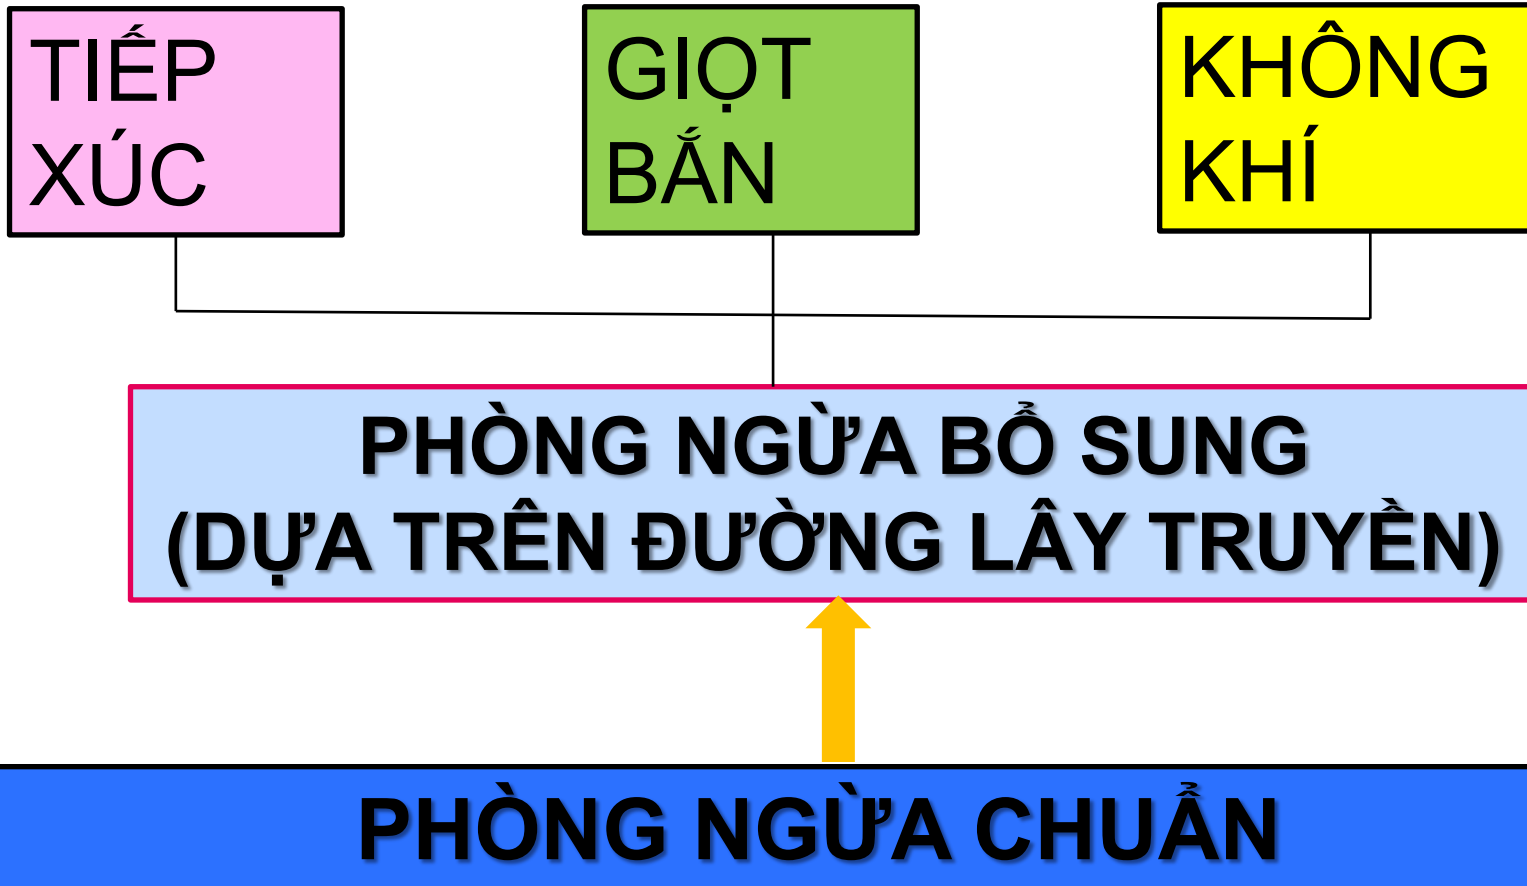 TIẾP
XÚC
GIỌT
BẮN
KHÔNG
KHÍ
PHÒNG NGỪA BỔ SUNG
(DỰA TRÊN ĐƯỜNG LÂY TRUYỀN)
PHÒNG NGỪA CHUẨN